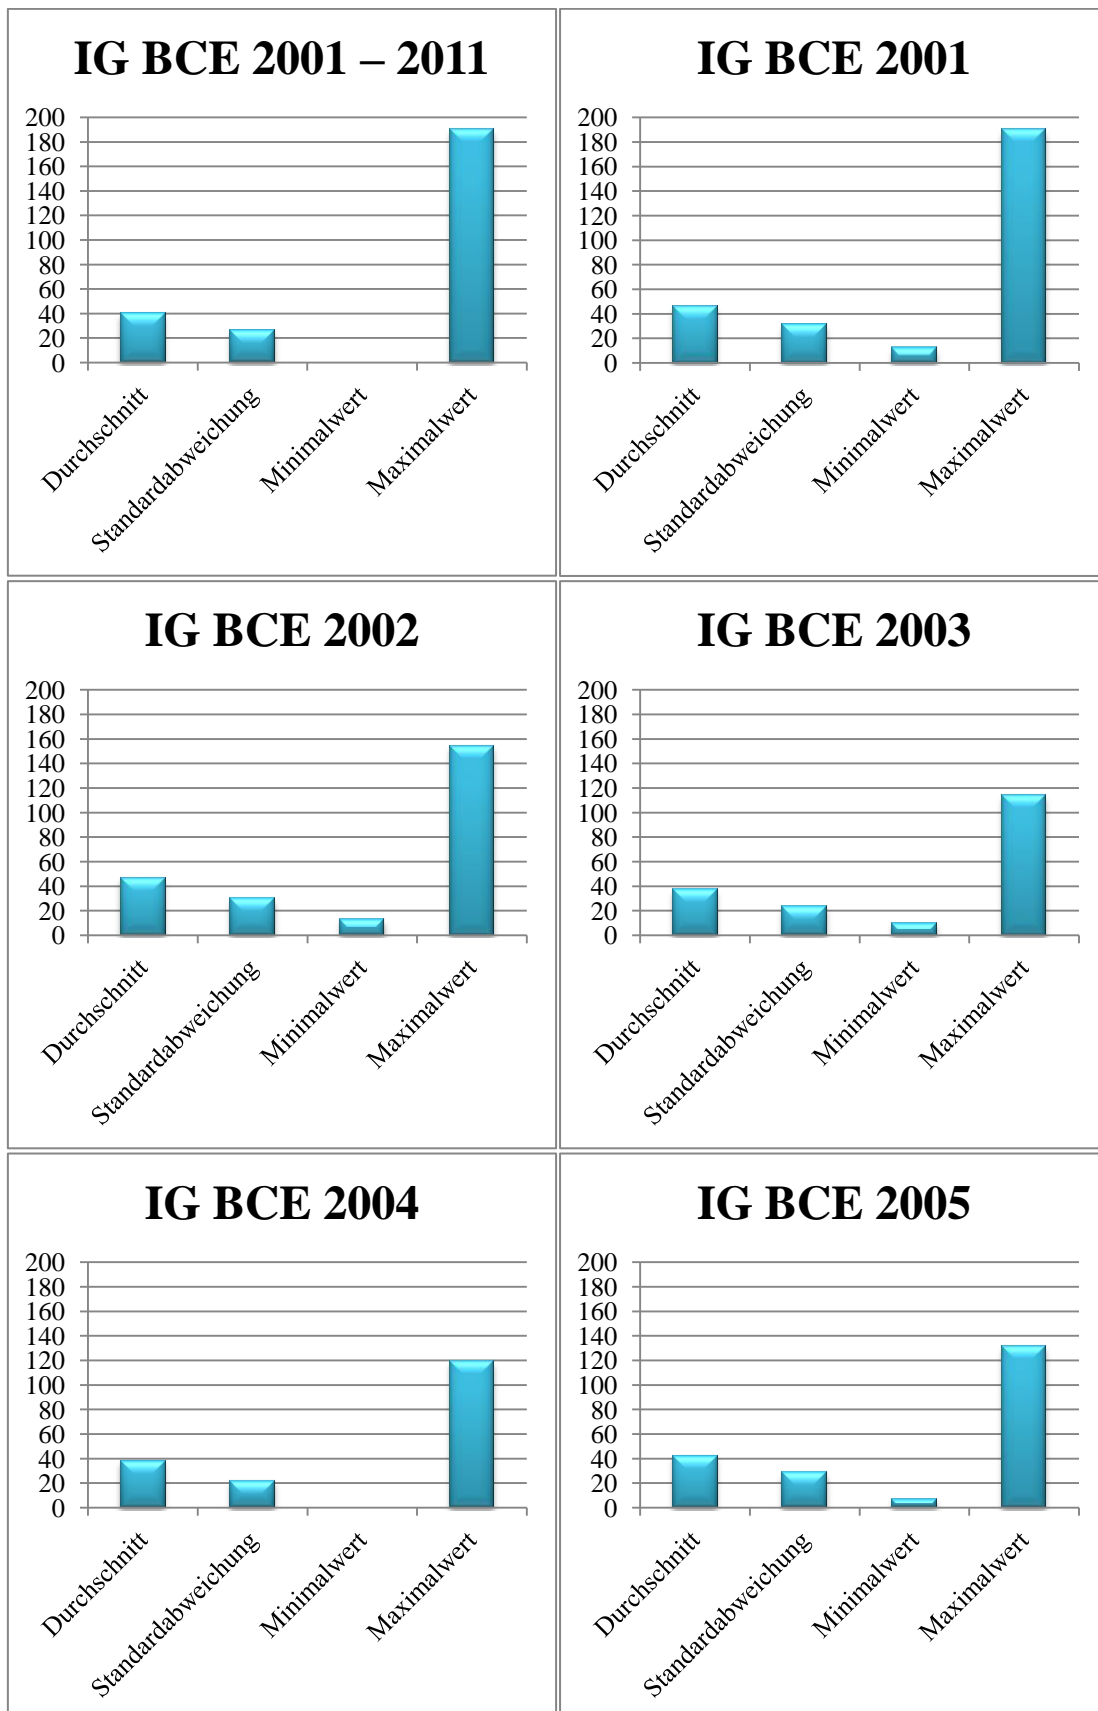 IG BCE 2001 – 2011
200
180
160
140
120
100
80
60
40
20
0
Durchschnitt
Standardabweichung
Minimalwert
Maximalwert
IG BCE 2001
200
180
160
140
120
100
80
60
40
20
0
Durchschnitt
Standardabweichung
Minimalwert
Maximalwert
IG BCE 2002
200
180
160
140
120
100
80
60
40
20
0
Durchschnitt
Standardabweichung
Minimalwert
Maximalwert
IG BCE 2003
200
180
160
140
120
100
80
60
40
20
0
Durchschnitt
Standardabweichung
Minimalwert
Maximalwert
IG BCE 2004
200
180
160
140
120
100
80
60
40
20
0
Durchschnitt
Standardabweichung
Minimalwert
Maximalwert
IG BCE 2005
200
180
160
140
120
100
80
60
40
20
0
Durchschnitt
Standardabweichung
Minimalwert
Maximalwert